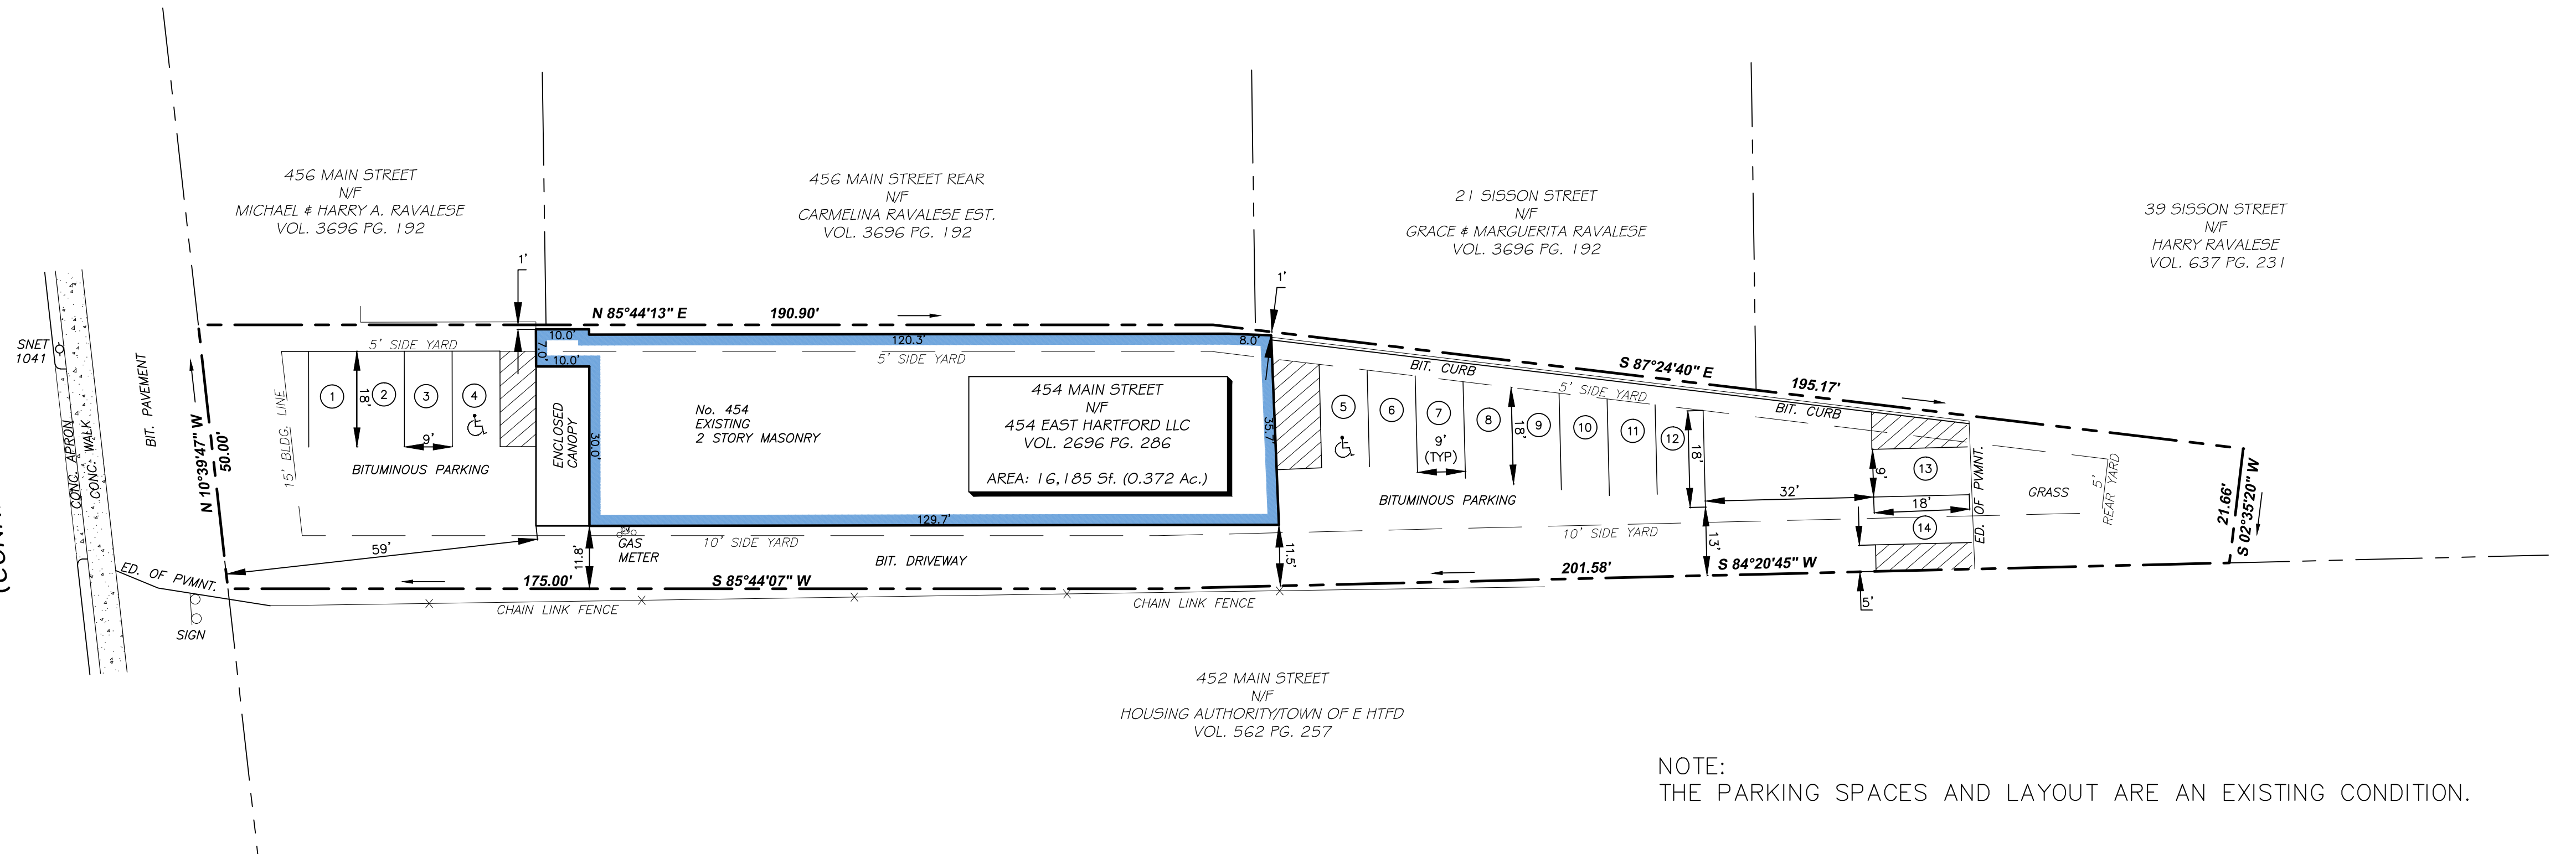 456 MAIN STREET
N/F
MICHAEL & HARRY A. RAVALESE
VOL. 3696 PG. 192
456 MAIN STREET REAR
N/F
CARMELINA RAVALESE EST.
VOL. 3696 PG. 192
21 SISSON STREET
N/F
GRACE & MARGUERITA RAVALESE
VOL. 3696 PG. 192
39 SISSON STREET
N/F
HARRY RAVALESE
VOL. 637 PG. 231
SNET
1041
CONC. APRON
CONC. WALK
BIT. PAVEMENT
N 10°39'47" W
50.00'
15' BLDG. LINE
5' SIDE YARD
1
2
3
4
18'
9'
BITUMINOUS PARKING
59'
ED. OF PVMNT.
SIGN
1'
N 85°44'13" E
190.90'
10.0'
7.0'
10.0'
120.3'
8.0'
1'
5' SIDE YARD
ENCLOSED
CANOPY
30.0'
No. 454
EXISTING
2 STORY MASONRY
454 MAIN STREET
N/F
454 EAST HARTFORD LLC
VOL. 2696 PG. 286
AREA: 16,185 Sf. (0.372 Ac.)
35.7'
129.7'
GM
GAS
METER
11.8'
10' SIDE YARD
BIT. DRIVEWAY
11.5'
175.00'
S 85°44'07" W
CHAIN LINK FENCE
CHAIN LINK FENCE
BIT. CURB
S 87°24'40" E
195.17'
5' SIDE YARD
BIT. CURB
5
6
7
8
9
10
11
12
9'
(TYP)
18'
18'
BITUMINOUS PARKING
10' SIDE YARD
13'
32'
9'
13
18'
14
ED. OF PVMNT.
GRASS
5'
REAR YARD
21.66'
S 02°35'20" W
201.58'
S 84°20'45" W
5'
452 MAIN STREET
N/F
HOUSING AUTHORITY/TOWN OF E HTFD
VOL. 562 PG. 257
NOTE:
THE PARKING SPACES AND LAYOUT ARE AN EXISTING CONDITION.